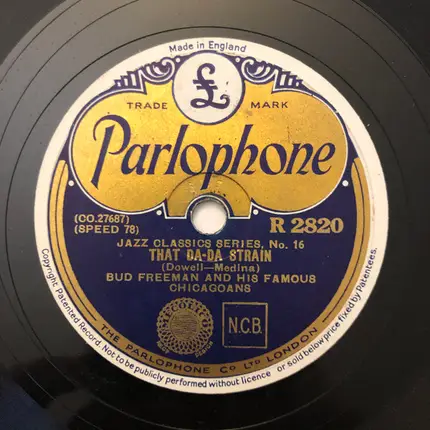 Made in England
£
TRADE MARK
Parlophone
(CO.27687)
(SPEED 78)
R 2820
JAZZ CLASSICS SERIES, No. 16
THAT DA-DA STRAIN
(Dowell—Medina)
BUD FREEMAN AND HIS FAMOUS
CHICAGOANS
N.C.B.
THE PARLOPHONE Co LTD LONDON
Copyright Patented Record. Not to be publicly performed without licence or sold below price fixed by Patentees.